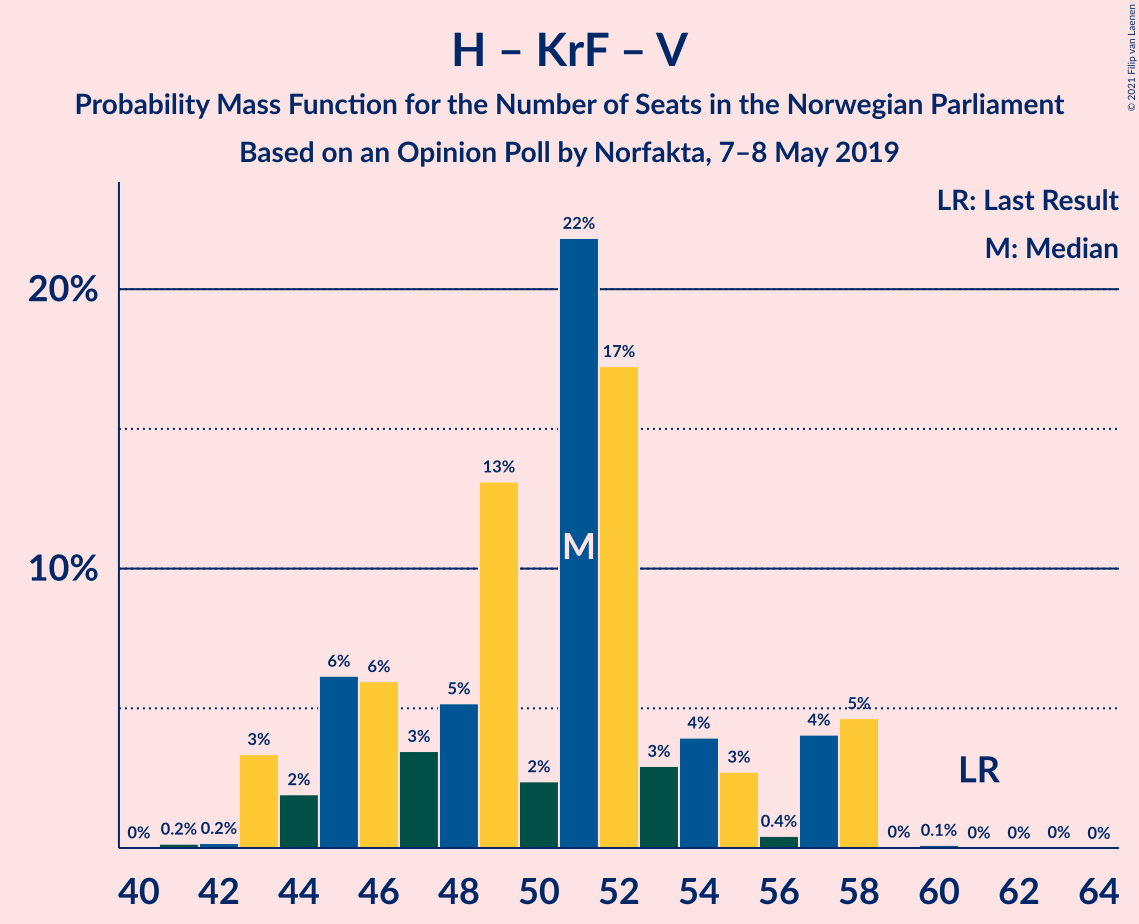 H – KrF – V
Probability Mass Function for the Number of Seats in the Norwegian Parliament
Based on an Opinion Poll by Norfakta, 7–8 May 2019
© 2021 Filip van Laenen
LR: Last Result
M: Median
20%
10%
0% 0.2% 0.2% 3% 2% 6% 6% 3% 5% 13% 2% 22% 17% 3% 4% 3% 0.4% 4% 5% 0% 0.1% 0% 0% 0% 0%
M
LR
40 42 44 46 48 50 52 54 56 58 60 62 64